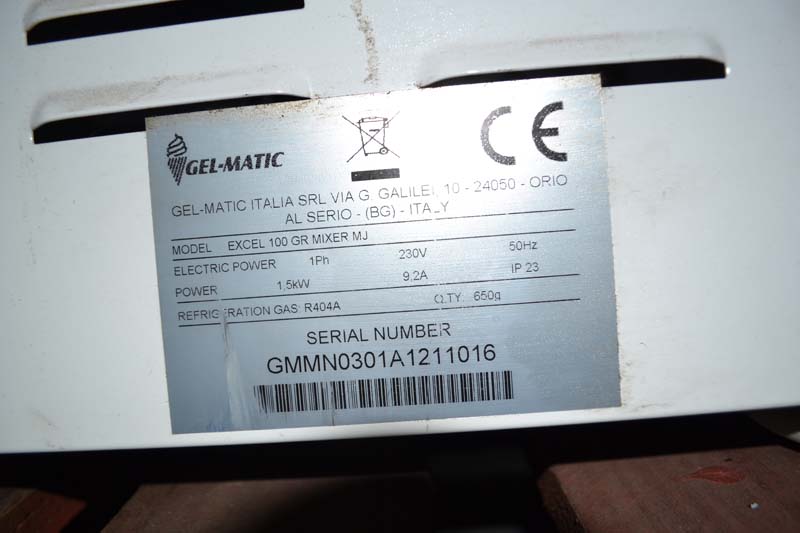 GEL-MATIC
CE
GEL-MATIC ITALIA SRL VIA G. GALILEI, 10 - 24050 - ORIO
AL SERIO - (BG) - ITALY
MODEL EXCEL 100 GR MIXER MJ
ELECTRIC POWER 1Ph 230V 50Hz
POWER 1,5kW 9,2A IP 23
REFRIGERATION GAS: R404A Q.TY: 650g
SERIAL NUMBER
GMMN0301A1211016